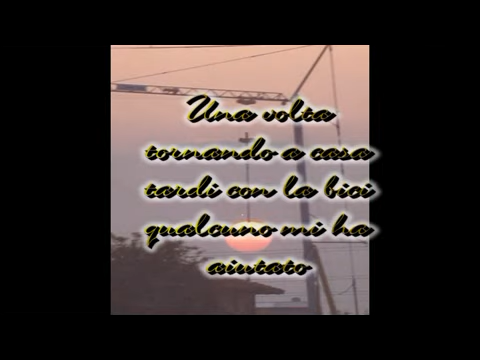 Una volta
tornando a casa
tardi con la bici
qualcuno mi ha
aiutato